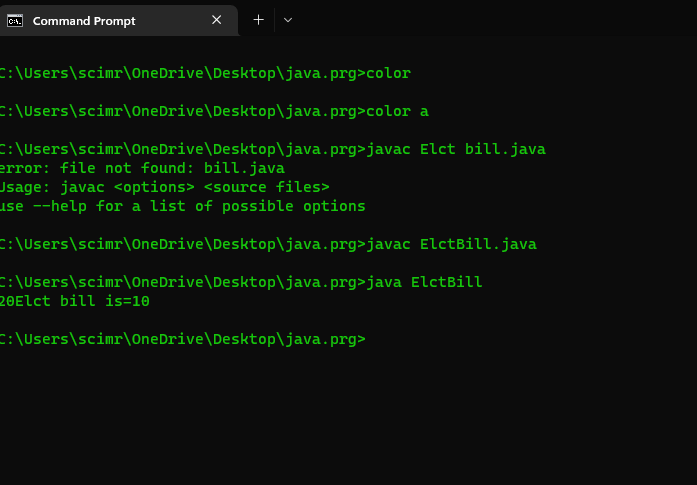 Command Prompt
C:\Users\scimr\OneDrive\Desktop\java.prg>color
C:\Users\scimr\OneDrive\Desktop\java.prg>color a
C:\Users\scimr\OneDrive\Desktop\java.prg>javac Elct bill.java
error: file not found: bill.java
Usage: javac <options> <source files>
use --help for a list of possible options
C:\Users\scimr\OneDrive\Desktop\java.prg>javac ElctBill.java
C:\Users\scimr\OneDrive\Desktop\java.prg>java ElctBill
20Elct bill is=10
C:\Users\scimr\OneDrive\Desktop\java.prg>